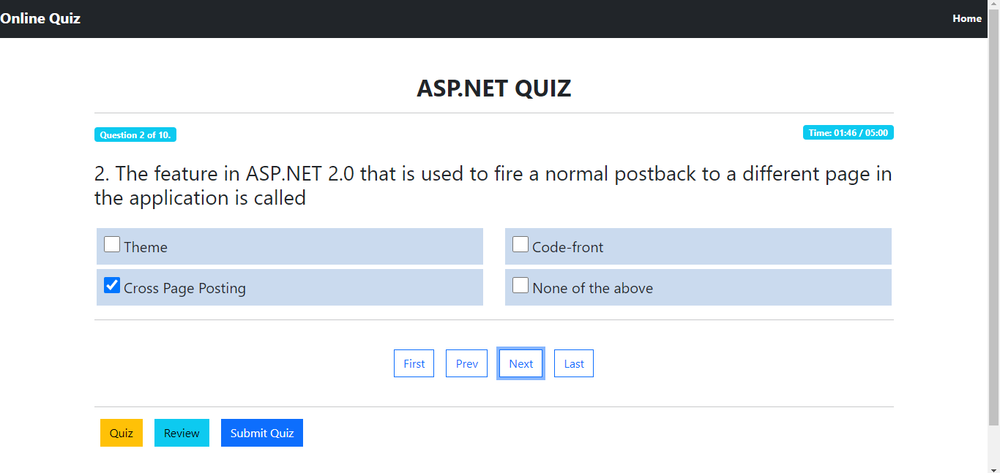 Online Quiz
Home
ASP.NET QUIZ
Question 2 of 10.
Time: 01:46 / 05:00
2. The feature in ASP.NET 2.0 that is used to fire a normal postback to a different page in
the application is called
Theme
Code-front
Cross Page Posting
None of the above
First
Prev
Next
Last
Quiz
Review
Submit Quiz